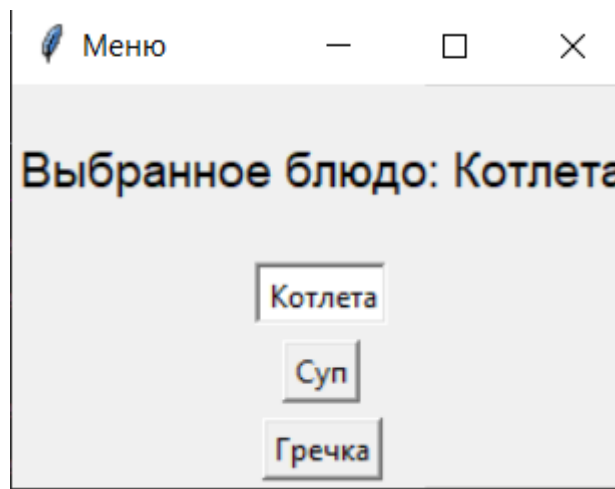 Меню
Выбранное блюдо: Котлета
Котлета
Суп
Гречка